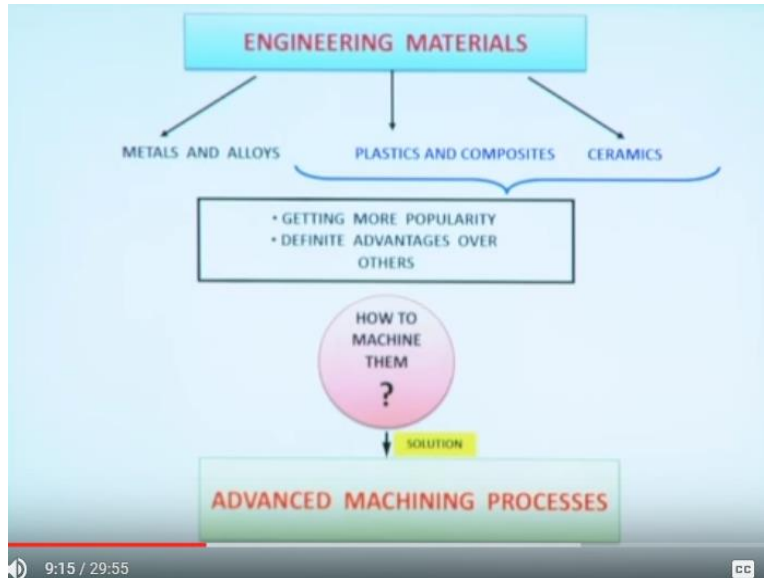 ENGINEERING MATERIALS
METALS AND ALLOYS
PLASTICS AND COMPOSITES
CERAMICS
• GETTING MORE POPULARITY
• DEFINITE ADVANTAGES OVER
OTHERS
HOW TO
MACHINE
THEM
?
SOLUTION
ADVANCED MACHINING PROCESSES
9:15 / 29:55
CC